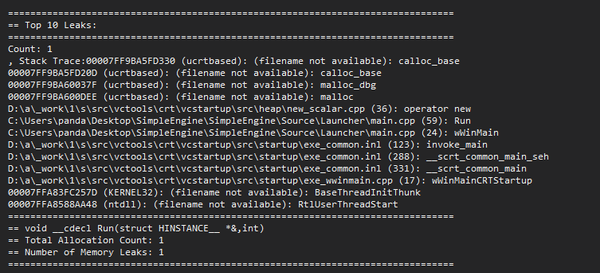 ================================================================================
== Top 10 Leaks:
================================================================================
Count: 1
, Stack Trace:00007FF9BA5FD330 (ucrtbased): (filename not available): calloc_base
00007FF9BA5FD20D (ucrtbased): (filename not available): calloc_base
00007FF9BA60037F (ucrtbased): (filename not available): malloc_dbg
00007FF9BA600DEE (ucrtbased): (filename not available): malloc
D:\a\_work\1\s\src\vctools\crt\vcstartup\src\heap\new_scalar.cpp (36): operator new
C:\Users\panda\Desktop\SimpleEngine\SimpleEngine\Source\Launcher\main.cpp (59): Run
C:\Users\panda\Desktop\SimpleEngine\SimpleEngine\Source\Launcher\main.cpp (24): wWinMain
D:\a\_work\1\s\src\vctools\crt\vcstartup\src\startup\exe_common.inl (123): invoke_main
D:\a\_work\1\s\src\vctools\crt\vcstartup\src\startup\exe_common.inl (288): __scrt_common_main_seh
D:\a\_work\1\s\src\vctools\crt\vcstartup\src\startup\exe_common.inl (331): __scrt_common_main
D:\a\_work\1\s\src\vctools\crt\vcstartup\src\startup\exe_wwinmain.cpp (17): wWinMainCRTStartup
00007FFA83FC257D (KERNEL32): (filename not available): BaseThreadInitThunk
00007FFA8588AA48 (ntdll): (filename not available): RtlUserThreadStart
================================================================================
== void __cdecl Run(struct HINSTANCE__ *&,int)
== Total Allocation Count: 1
== Number of Memory Leaks: 1
================================================================================